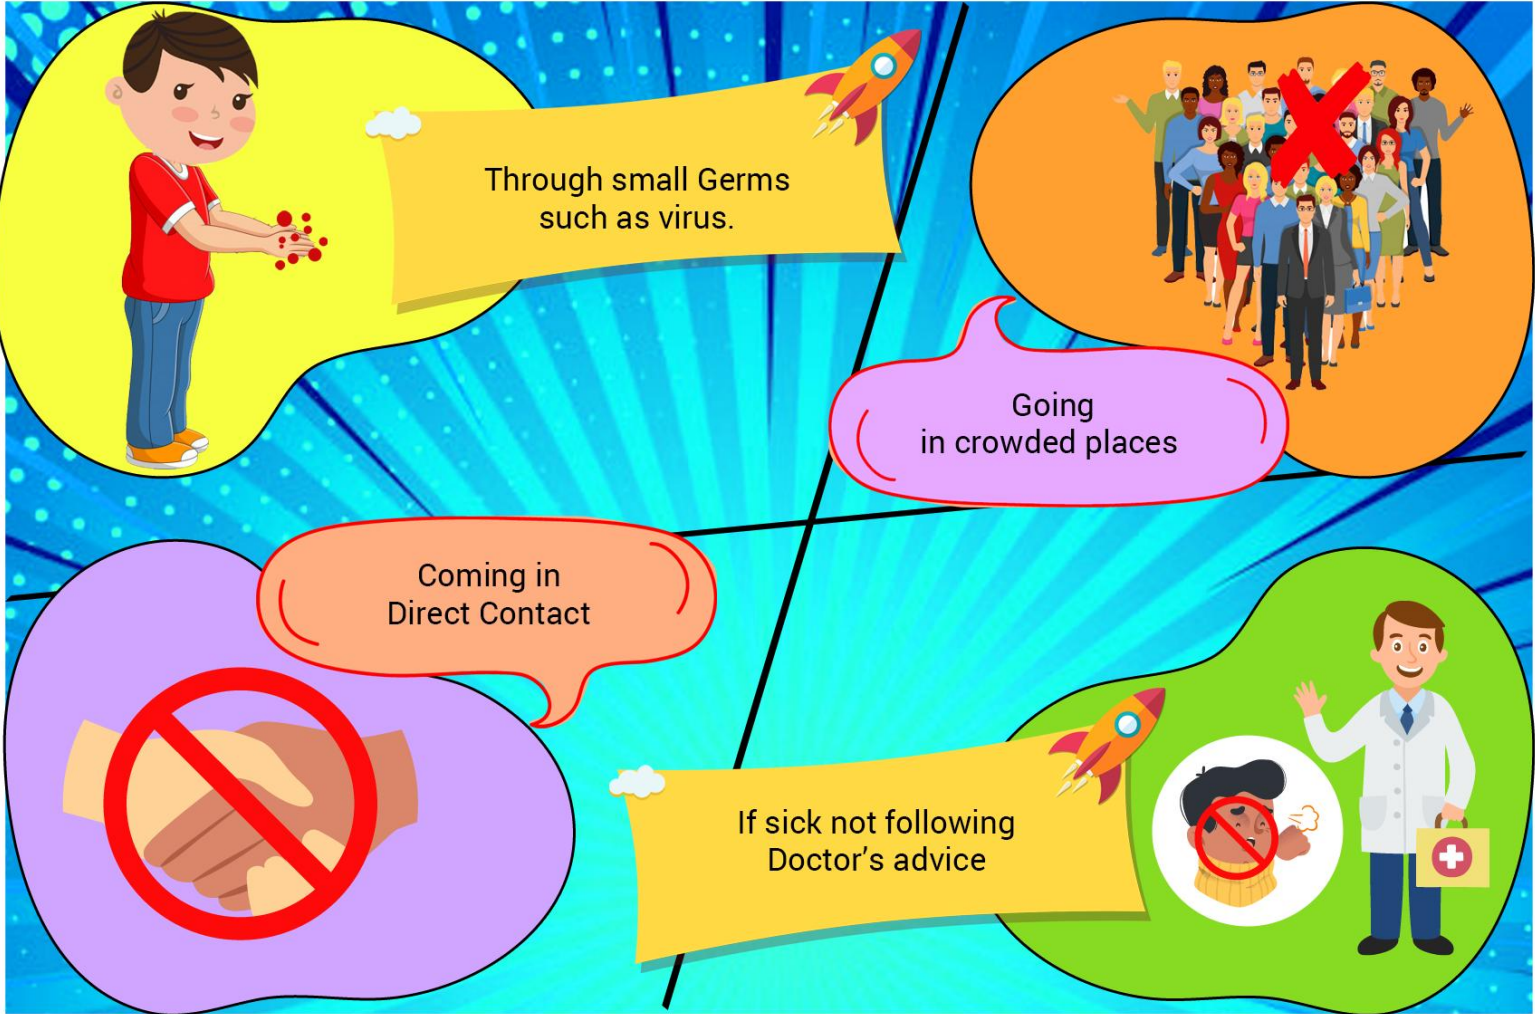 Through small Germs
such as virus.
Going
in crowded places
Coming in
Direct Contact
If sick not following
Doctor's advice